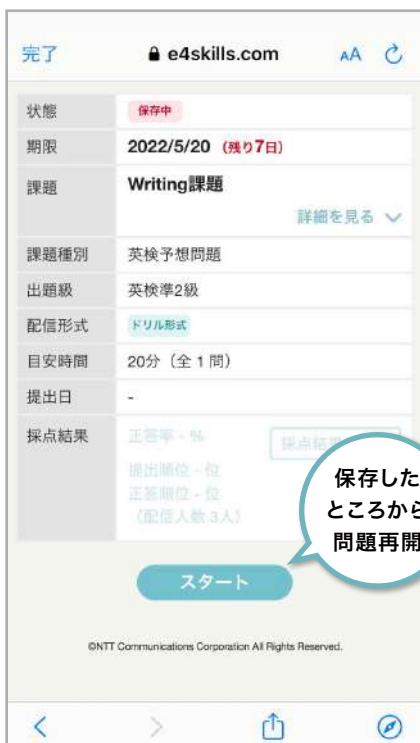 完了 e4skills.com AA
状態 保存中
期限 2022/5/20 (残り7日)
課題 Writing課題
詳細を見る
課題種別 英検予想問題
出題級 英検準2級
配信形式 ドリル形式
目安時間 20分（全1問）
提出日 -
採点結果 正答率 - % 採点結
提出順位 - 位
正答順位 - 位
（配信人数 3人）
保存した
ところから
問題再開
スタート
©NTT Communications Corporation All Rights Reserved.